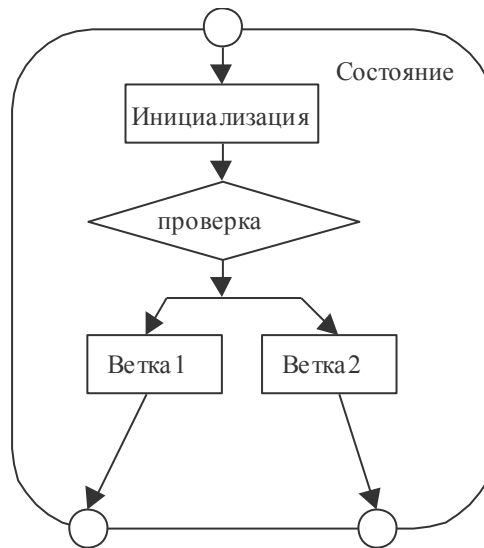 Состояние
Инициализация
проверка
Ветка1
Ветка2